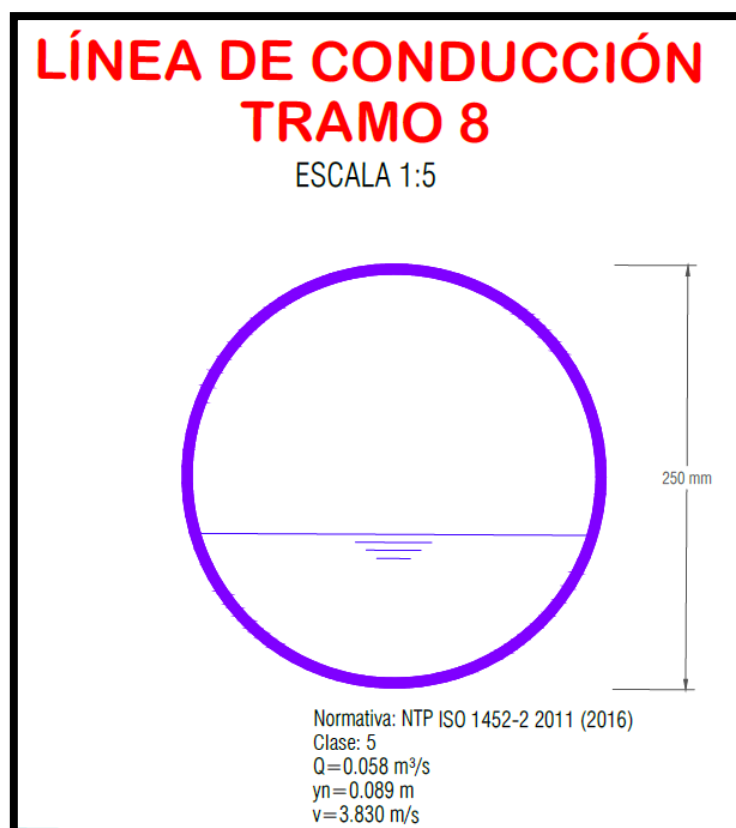 LÍNEA DE CONDUCCIÓN
TRAMO 8
ESCALA 1:5
250 mm
Normativa: NTP ISO 1452-2 2011 (2016)
Clase: 5
Q=0.058 m³/s
yn=0.089 m
v=3.830 m/s